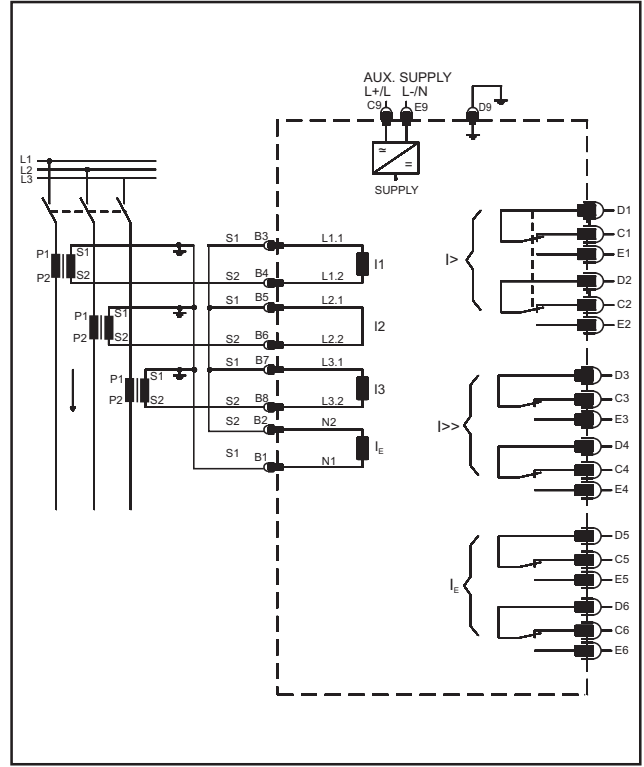 AUX. SUPPLY
L+/L L-/N
C9 E9 D9
≃
=
SUPPLY
L1
L2
L3
P1 S1
P2 S2
P1 S1
P2 S2
P1 S1
P2 S2
S1 B3 L1.1
I1
S2 B4 L1.2
S1 B5 L2.1
I2
S2 B6 L2.2
S1 B7 L3.1
I3
S2 B8 L3.2
S2 B2 N2
IE
S1 B1 N1
I>
D1
C1
E1
D2
C2
E2
I>>
D3
C3
E3
D4
C4
E4
IE
D5
C5
E5
D6
C6
E6